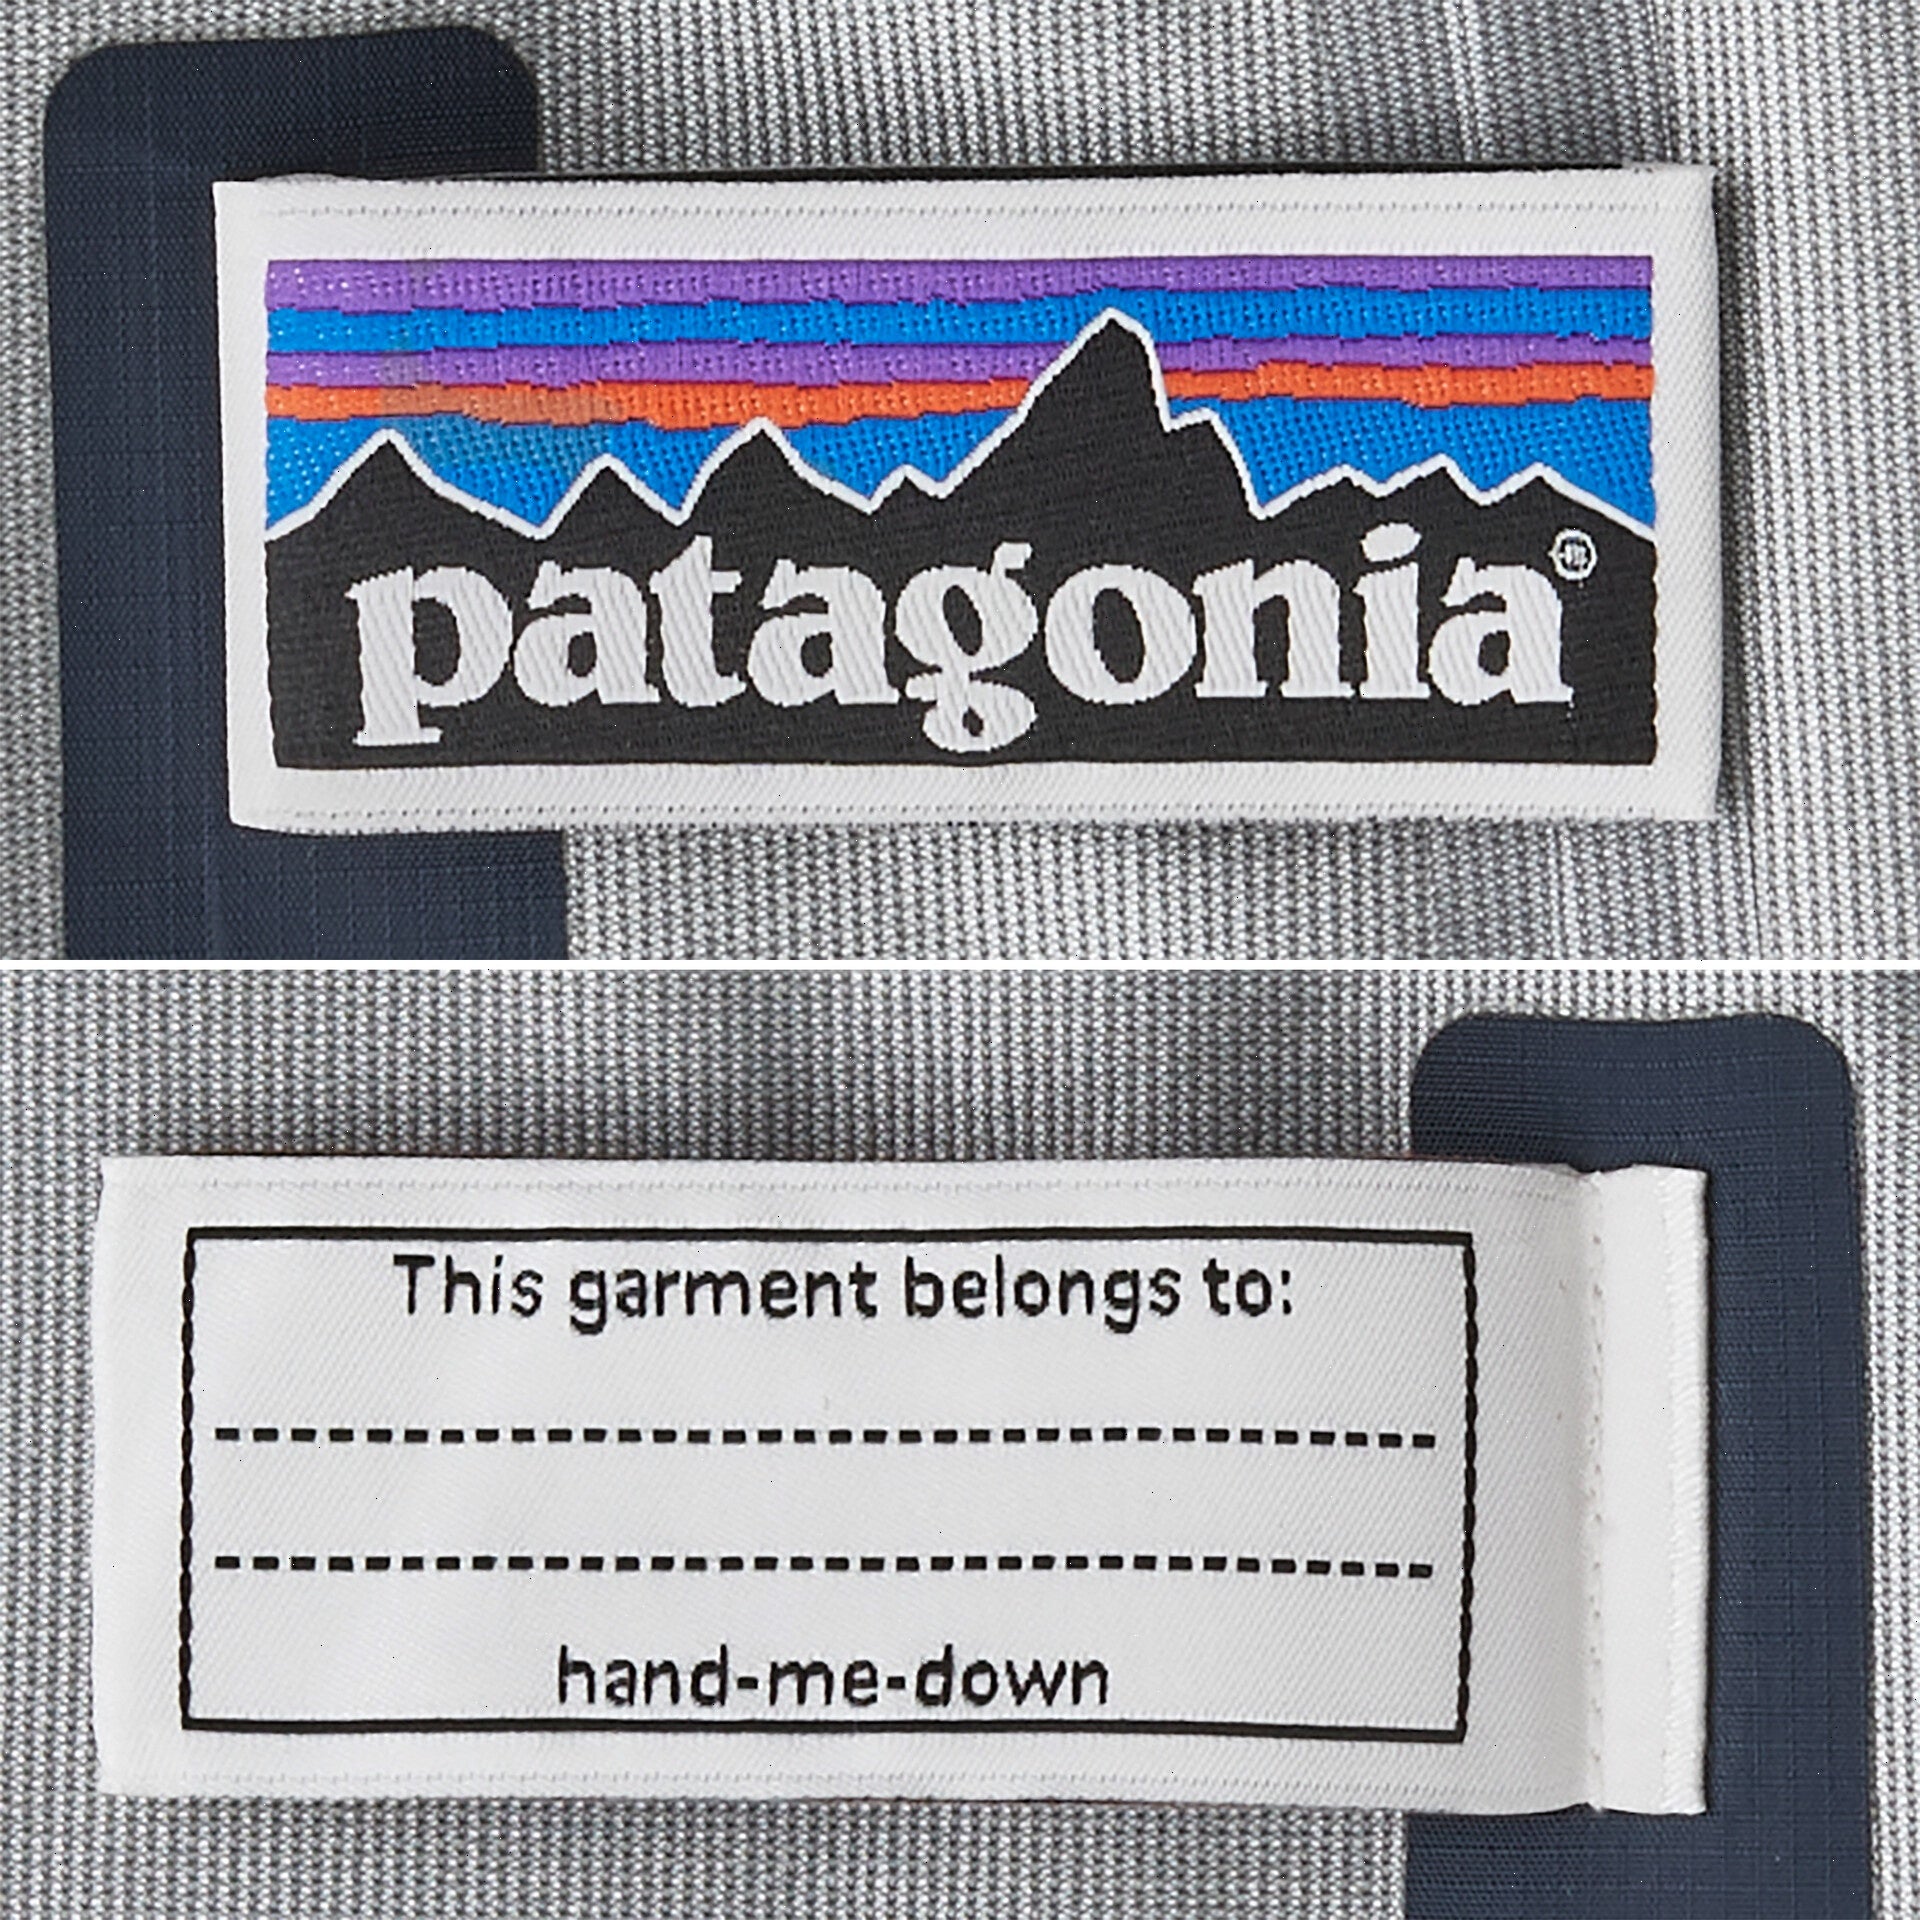 patagonia®
This garment belongs to:
hand-me-down